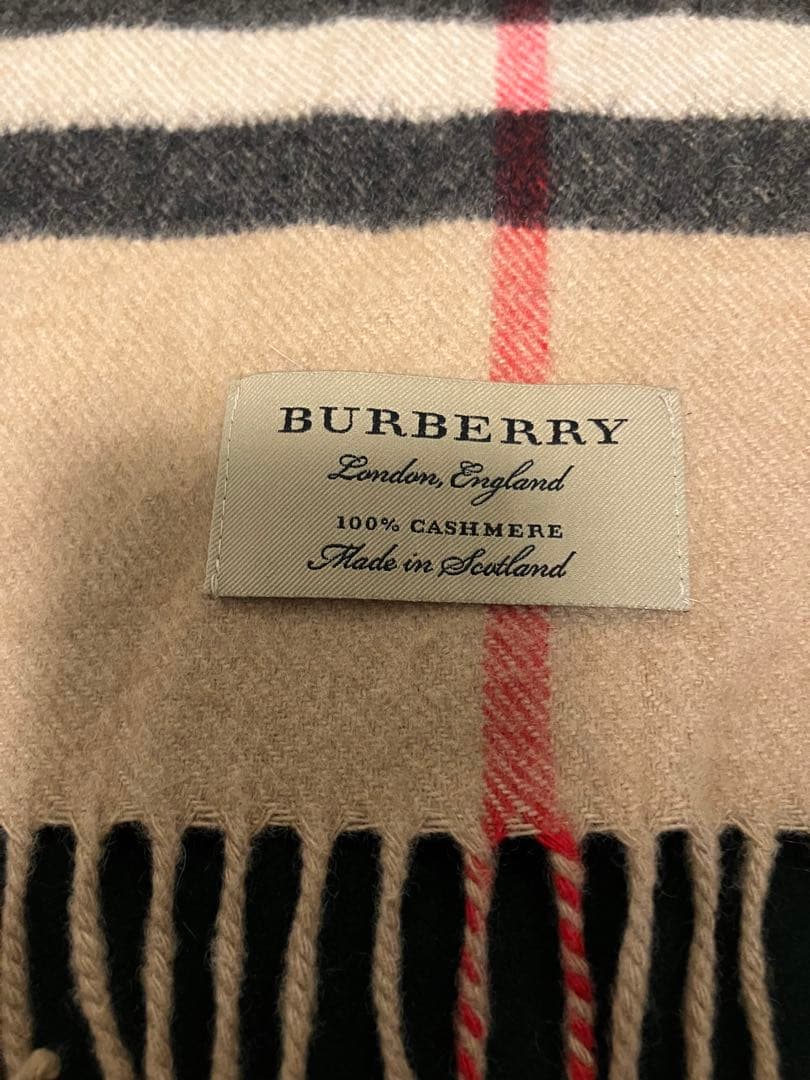 BURBERRY
London, England
100% CASHMERE
Made in Scotland